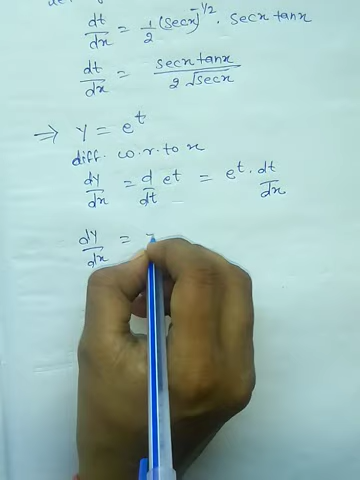 dt/dx = 1/2 (secx)^-1/2 · secx tanx
dt/dx = secx tanx / 2√secx
⇒ y = e^t
diff. w.r. to x
dy/dx = d/dt e^t = e^t · dt/dx
dy/dx =